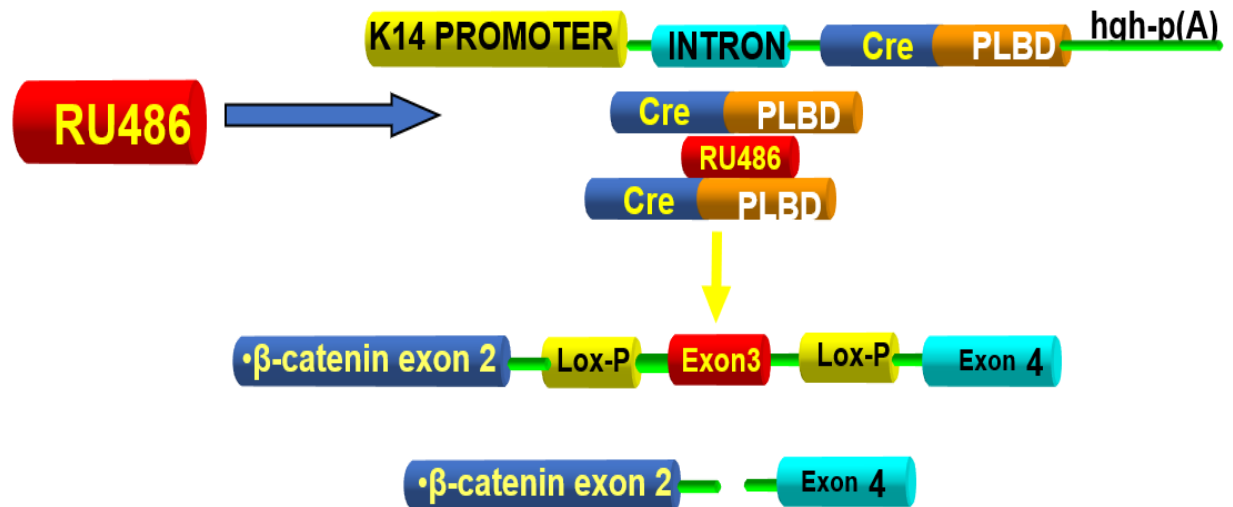 K14 PROMOTER INTRON Cre PLBD hgh-p(A)
RU486
Cre PLBD
RU486
Cre PLBD
•β-catenin exon 2 Lox-P Exon3 Lox-P Exon 4
•β-catenin exon 2 Exon 4